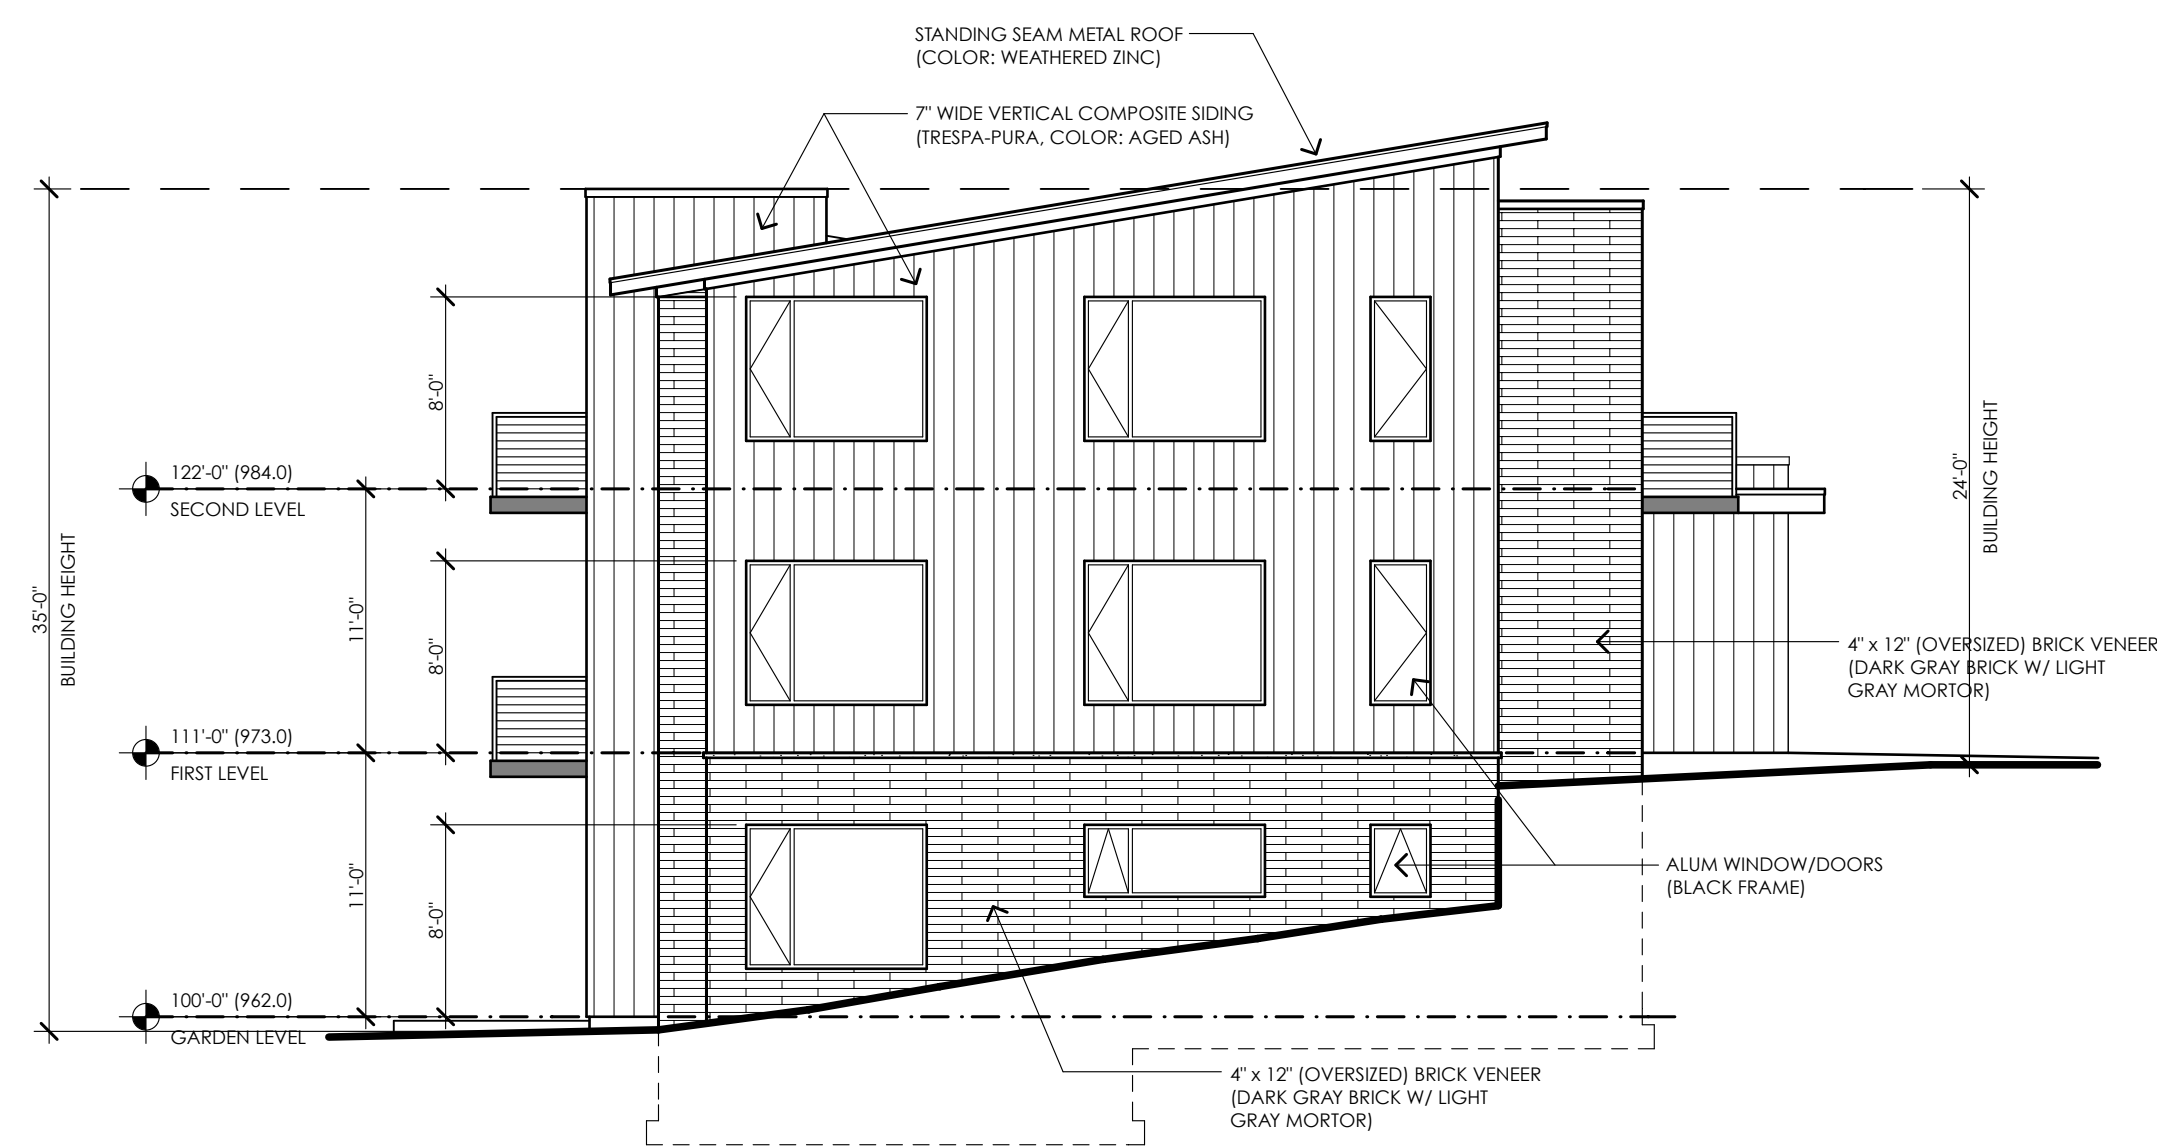 STANDING SEAM METAL ROOF
(COLOR: WEATHERED ZINC)
7" WIDE VERTICAL COMPOSITE SIDING
(TRESPA-PURA, COLOR: AGED ASH)
8'-0"
122'-0" (984.0)
SECOND LEVEL
24'-0"
BUILDING HEIGHT
35'-0"
BUILDING HEIGHT
11'-0"
8'-0"
4" x 12" (OVERSIZED) BRICK VENEER
(DARK GRAY BRICK W/ LIGHT
GRAY MORTOR)
111'-0" (973.0)
FIRST LEVEL
11'-0"
8'-0"
ALUM WINDOW/DOORS
(BLACK FRAME)
100'-0" (962.0)
GARDEN LEVEL
4" x 12" (OVERSIZED) BRICK VENEER
(DARK GRAY BRICK W/ LIGHT
GRAY MORTOR)